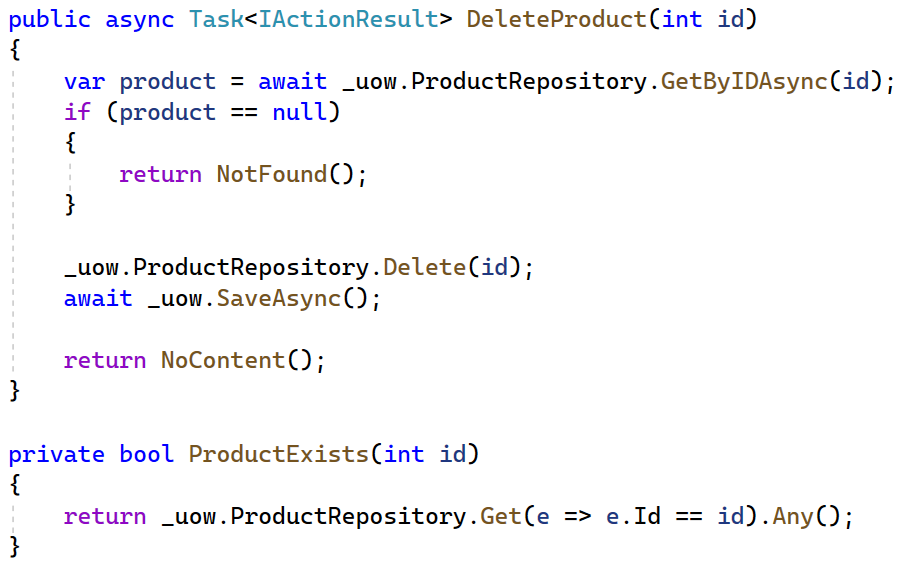 public async Task<IActionResult> DeleteProduct(int id)
{
    var product = await _uow.ProductRepository.GetByIDAsync(id);
    if (product == null)
    {
        return NotFound();
    }

    _uow.ProductRepository.Delete(id);
    await _uow.SaveAsync();

    return NoContent();
}

private bool ProductExists(int id)
{
    return _uow.ProductRepository.Get(e => e.Id == id).Any();
}